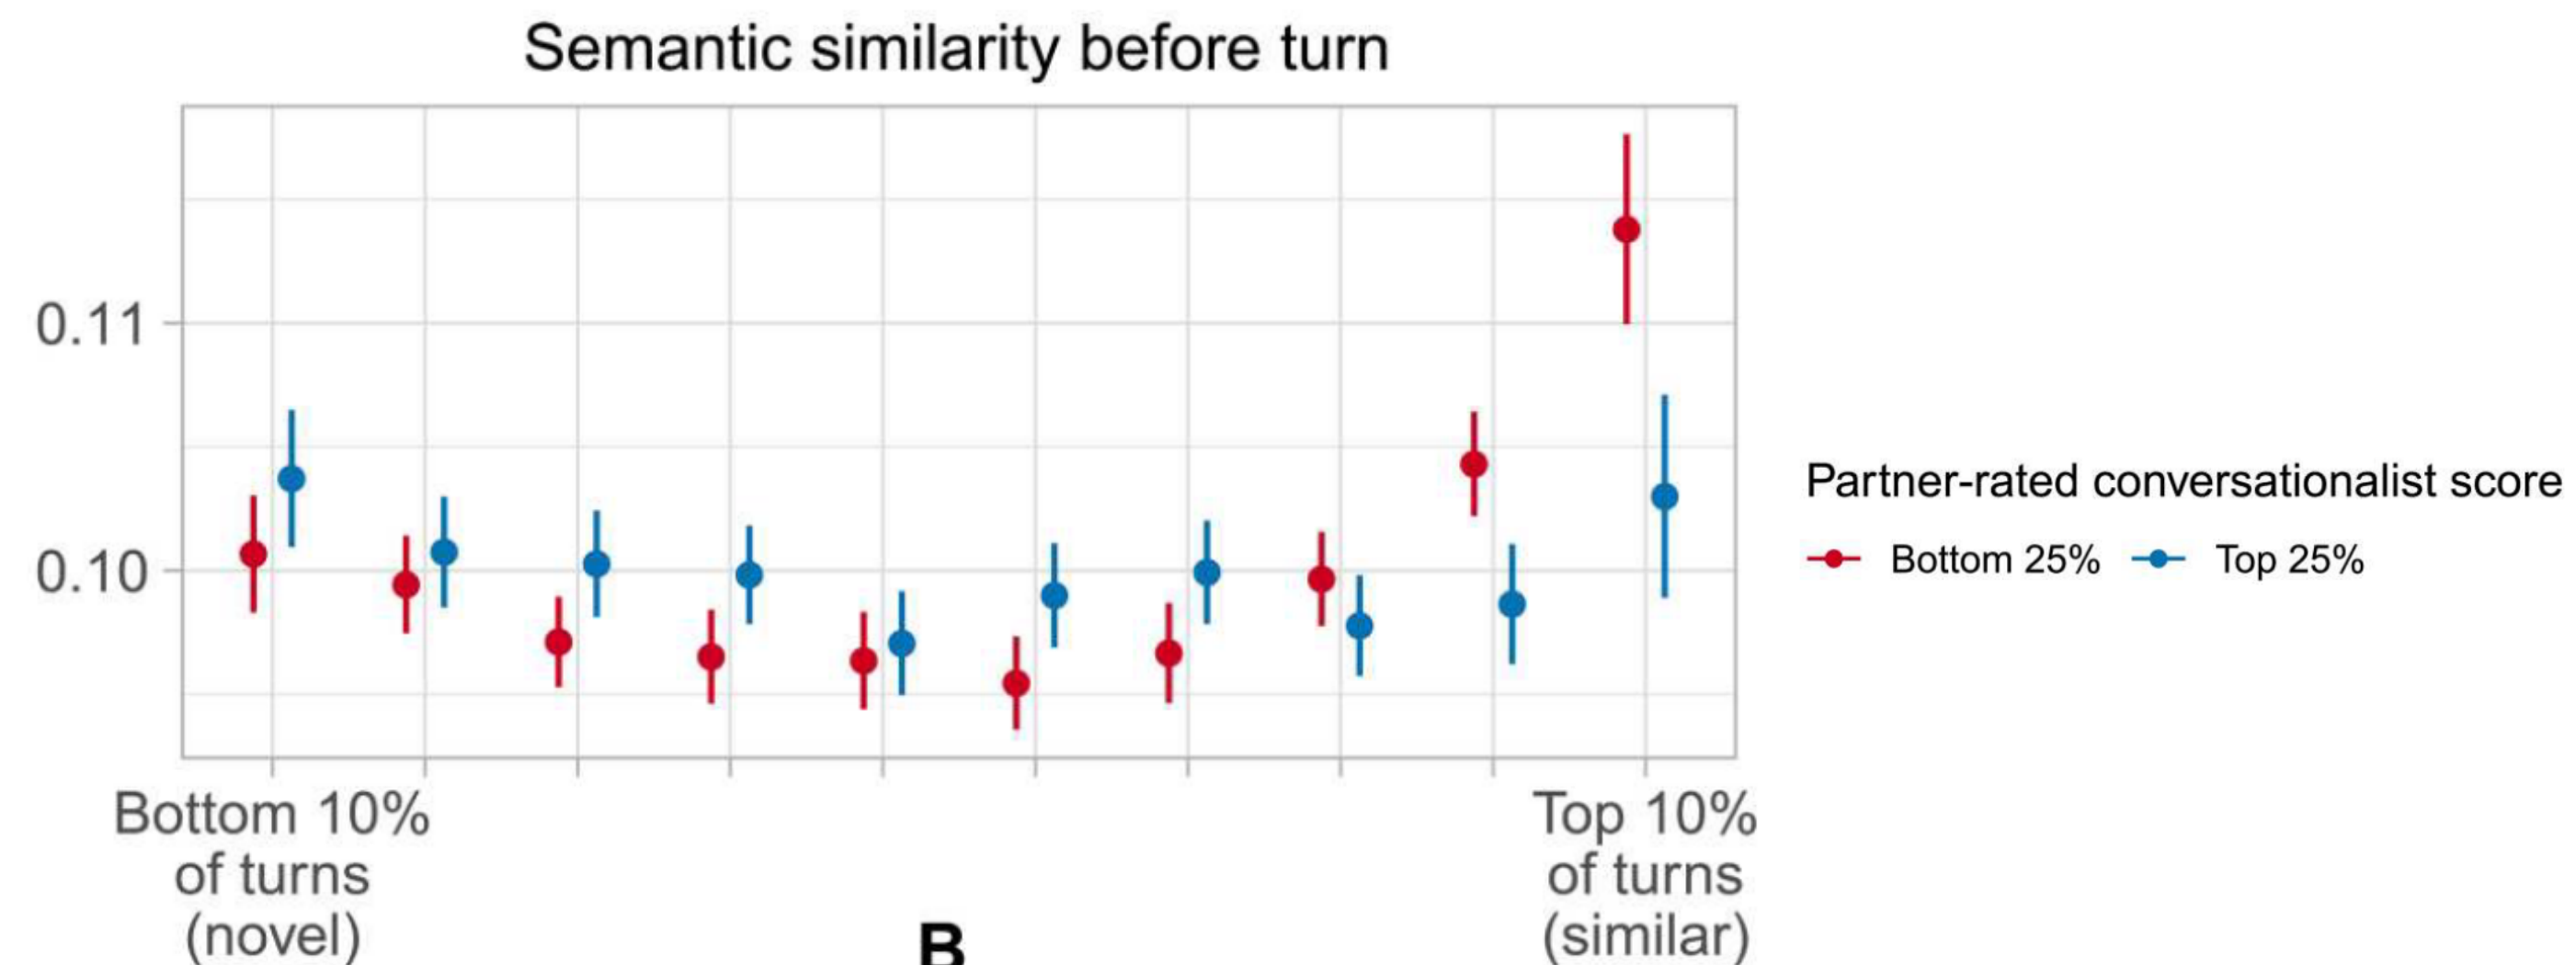 Semantic similarity before turn
0.11
0.10
Bottom 10%
of turns
(novel)
Top 10%
of turns
(similar)
Partner-rated conversationalist score
Bottom 25%
Top 25%
B